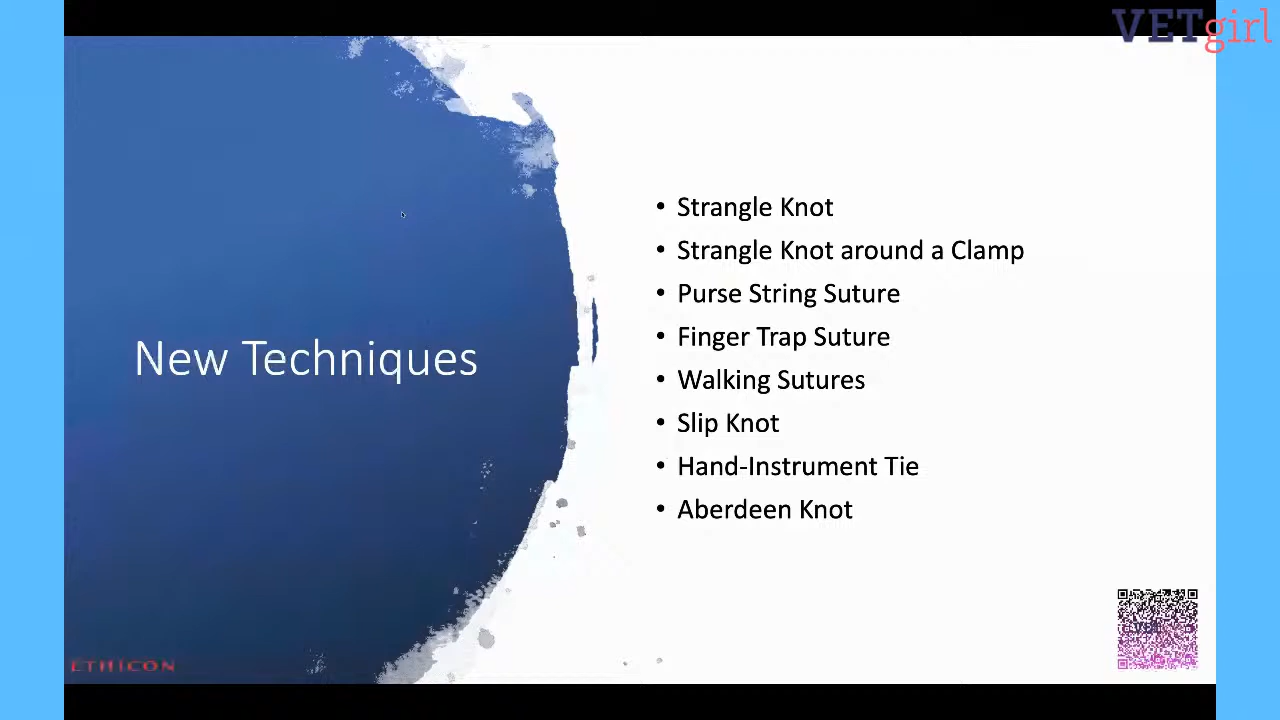 VETgirl
New Techniques
• Strangle Knot
• Strangle Knot around a Clamp
• Purse String Suture
• Finger Trap Suture
• Walking Sutures
• Slip Knot
• Hand-Instrument Tie
• Aberdeen Knot
ETHICON